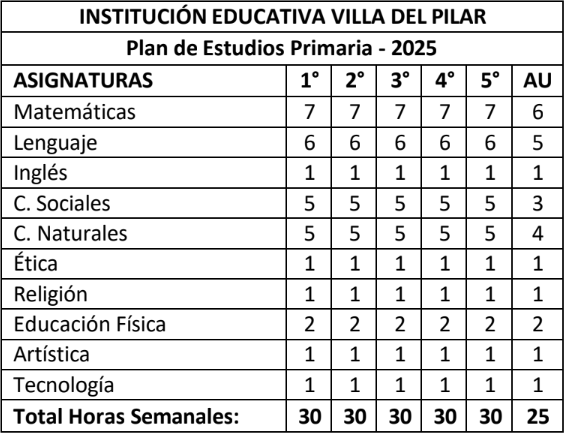 INSTITUCIÓN EDUCATIVA VILLA DEL PILAR
Plan de Estudios Primaria - 2025
ASIGNATURAS 1° 2° 3° 4° 5° AU
Matemáticas 7 7 7 7 7 6
Lenguaje 6 6 6 6 6 5
Inglés 1 1 1 1 1 1
C. Sociales 5 5 5 5 5 3
C. Naturales 5 5 5 5 5 4
Ética 1 1 1 1 1 1
Religión 1 1 1 1 1 1
Educación Física 2 2 2 2 2 2
Artística 1 1 1 1 1 1
Tecnología 1 1 1 1 1 1
Total Horas Semanales: 30 30 30 30 30 25